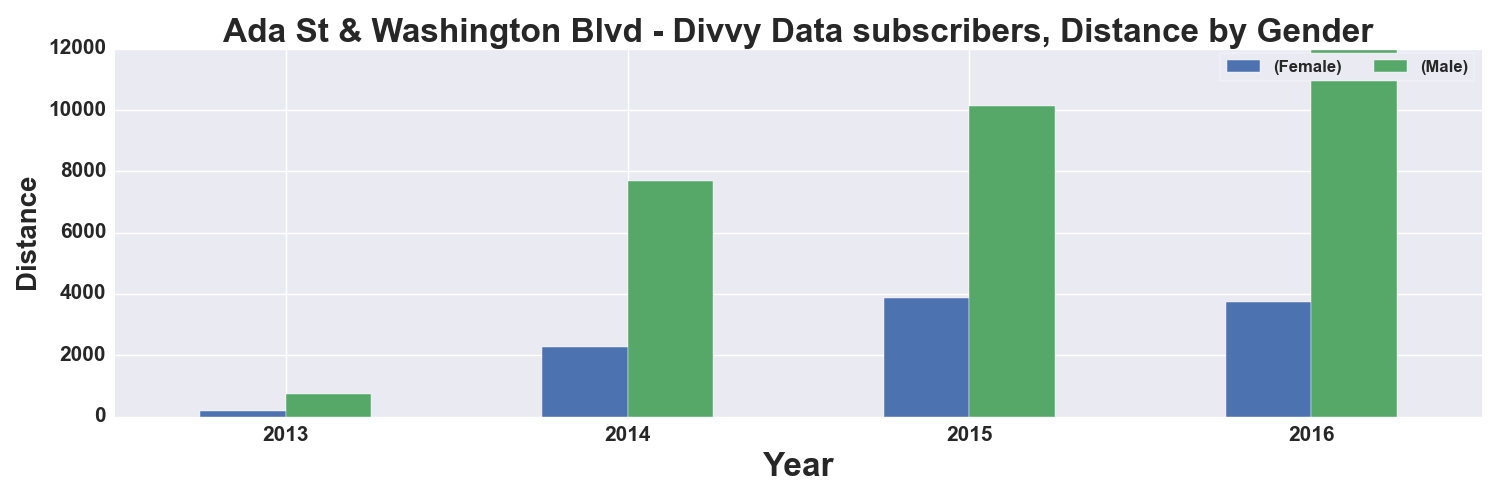 Ada St & Washington Blvd - Divvy Data subscribers, Distance by Gender
12000
10000
8000
6000
4000
2000
0
Distance
(Female) (Male)
2013 2014 2015 2016
Year